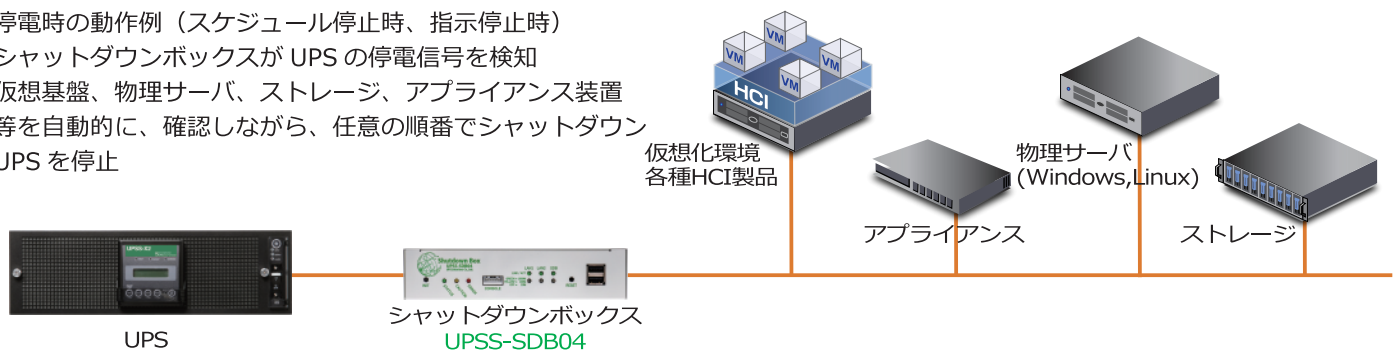 停電時の動作例（スケジュール停止時、指示停止時）
シャットダウンボックスが UPS の停電信号を検知
仮想基盤、物理サーバ、ストレージ、アプライアンス装置
等を自動的に、確認しながら、任意の順番でシャットダウン
UPS を停止
VM
VM
VM
VM
HCI
仮想化環境
各種HCI製品
物理サーバ
(Windows,Linux)
アプライアンス
ストレージ
Shutdown Box
UPSS-SDB04
シャットダウンボックス
UPSS-SDB04
UPS